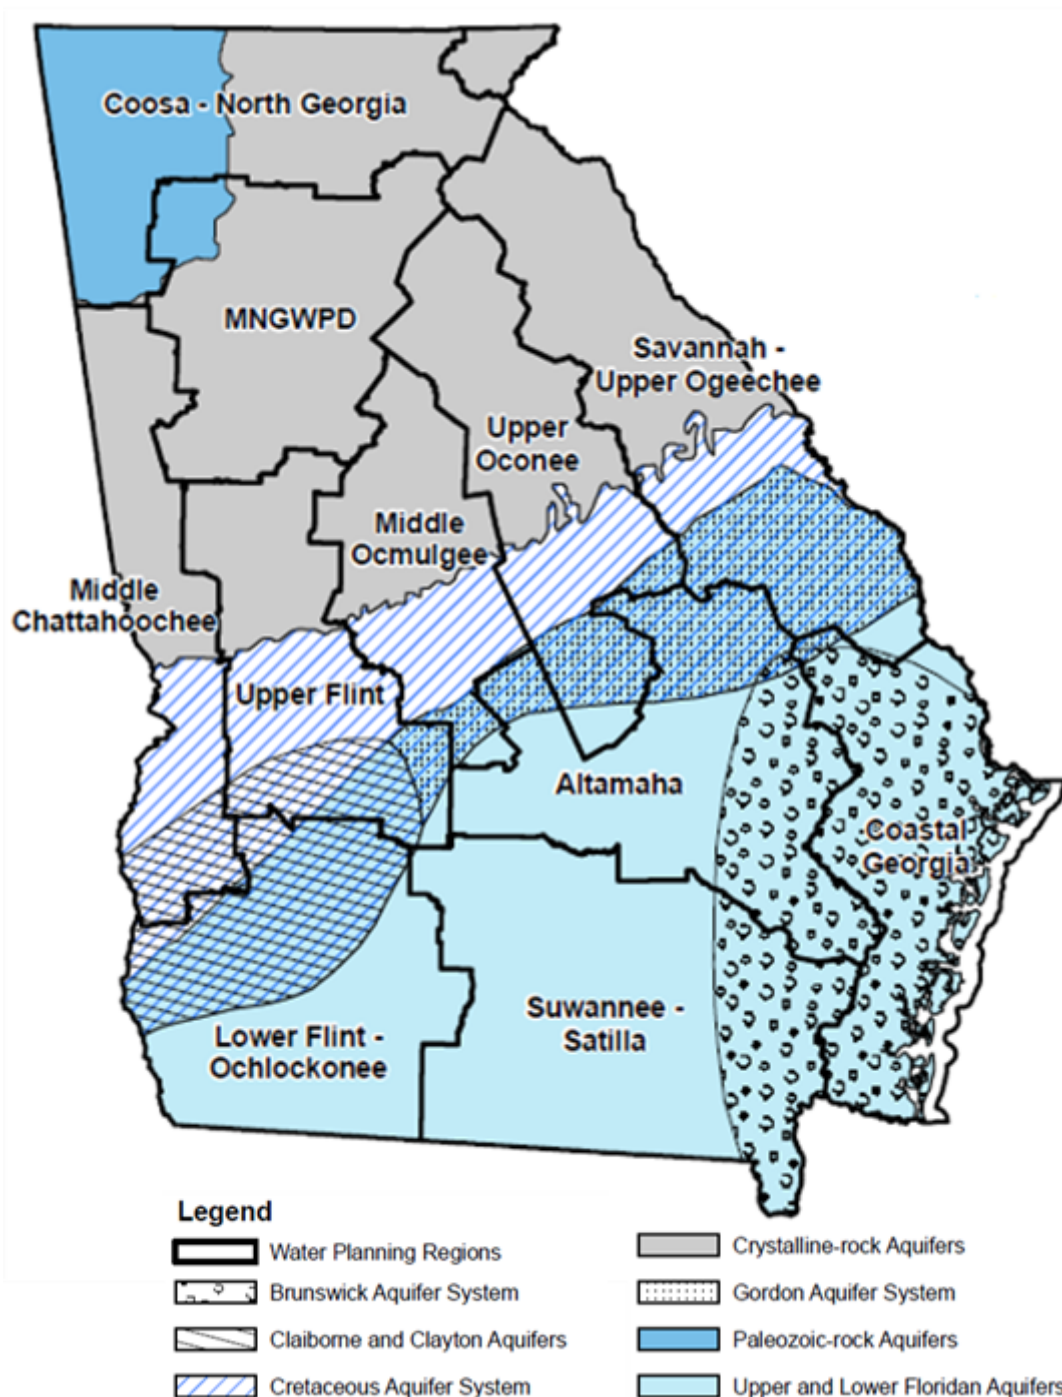 Coosa - North Georgia
MNGWPD
Savannah -
Upper Ogeechee
Upper
Oconee
Middle
Ocmulgee
Middle
Chattahoochee
Upper Flint
Altamaha
Coastal
Georgia
Suwannee -
Satilla
Lower Flint -
Ochlockonee
Legend
Water Planning Regions
Brunswick Aquifer System
Claiborne and Clayton Aquifers
Cretaceous Aquifer System
Crystalline-rock Aquifers
Gordon Aquifer System
Paleozoic-rock Aquifers
Upper and Lower Floridan Aquifers